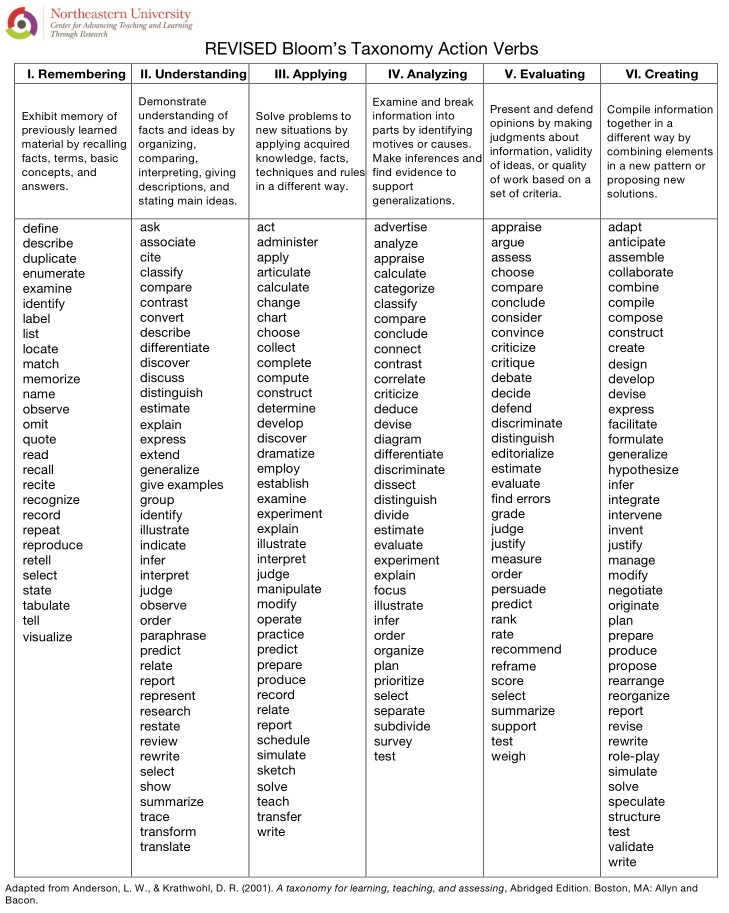 Northeastern University
Center for Advancing Teaching and Learning
Through Research
REVISED Bloom's Taxonomy Action Verbs
I. Remembering
Exhibit memory of
previously learned
material by recalling
facts, terms, basic
concepts, and
answers.
define
describe
duplicate
enumerate
examine
identify
label
list
locate
match
memorize
name
observe
omit
quote
read
recall
recite
recognize
record
repeat
reproduce
retell
select
state
tabulate
tell
visualize
II. Understanding
Demonstrate
understanding of
facts and ideas by
organizing,
comparing,
interpreting, giving
descriptions, and
stating main ideas.
ask
associate
cite
classify
compare
contrast
convert
describe
differentiate
discover
discuss
distinguish
estimate
explain
express
extend
generalize
give examples
group
identify
illustrate
indicate
infer
interpret
judge
observe
order
paraphrase
predict
relate
report
represent
research
restate
review
rewrite
select
show
summarize
trace
transform
translate
III. Applying
Solve problems to
new situations by
applying acquired
knowledge, facts,
techniques and rules
in a different way.
act
administer
apply
articulate
calculate
change
chart
choose
collect
complete
compute
construct
determine
develop
discover
dramatize
employ
establish
examine
experiment
explain
illustrate
interpret
judge
manipulate
modify
operate
practice
predict
prepare
produce
record
relate
report
schedule
simulate
sketch
solve
teach
transfer
write
IV. Analyzing
Examine and break
information into
parts by identifying
motives or causes.
Make inferences and
find evidence to
support
generalizations.
advertise
analyze
appraise
calculate
categorize
classify
compare
conclude
connect
contrast
correlate
criticize
deduce
devise
diagram
differentiate
discriminate
dissect
distinguish
divide
estimate
evaluate
experiment
explain
focus
illustrate
infer
order
organize
plan
prioritize
select
separate
subdivide
survey
test
V. Evaluating
Present and defend
opinions by making
judgments about
information, validity
of ideas, or quality
of work based on a
set of criteria.
appraise
argue
assess
choose
compare
conclude
consider
convince
criticize
critique
debate
decide
defend
discriminate
distinguish
editorialize
estimate
evaluate
find errors
grade
judge
justify
measure
order
persuade
predict
rank
rate
recommend
reframe
score
select
summarize
support
test
weigh
VI. Creating
Compile information
together in a
different way by
combining elements
in a new pattern or
proposing new
solutions.
adapt
anticipate
assemble
collaborate
combine
compile
compose
construct
create
design
develop
devise
express
facilitate
formulate
generalize
hypothesize
infer
integrate
intervene
invent
justify
manage
modify
negotiate
originate
plan
prepare
produce
propose
rearrange
reorganize
report
revise
rewrite
role-play
simulate
solve
speculate
structure
test
validate
write
Adapted from Anderson, L. W., & Krathwohl, D. R. (2001). A taxonomy for learning, teaching, and assessing, Abridged Edition. Boston, MA: Allyn and
Bacon.